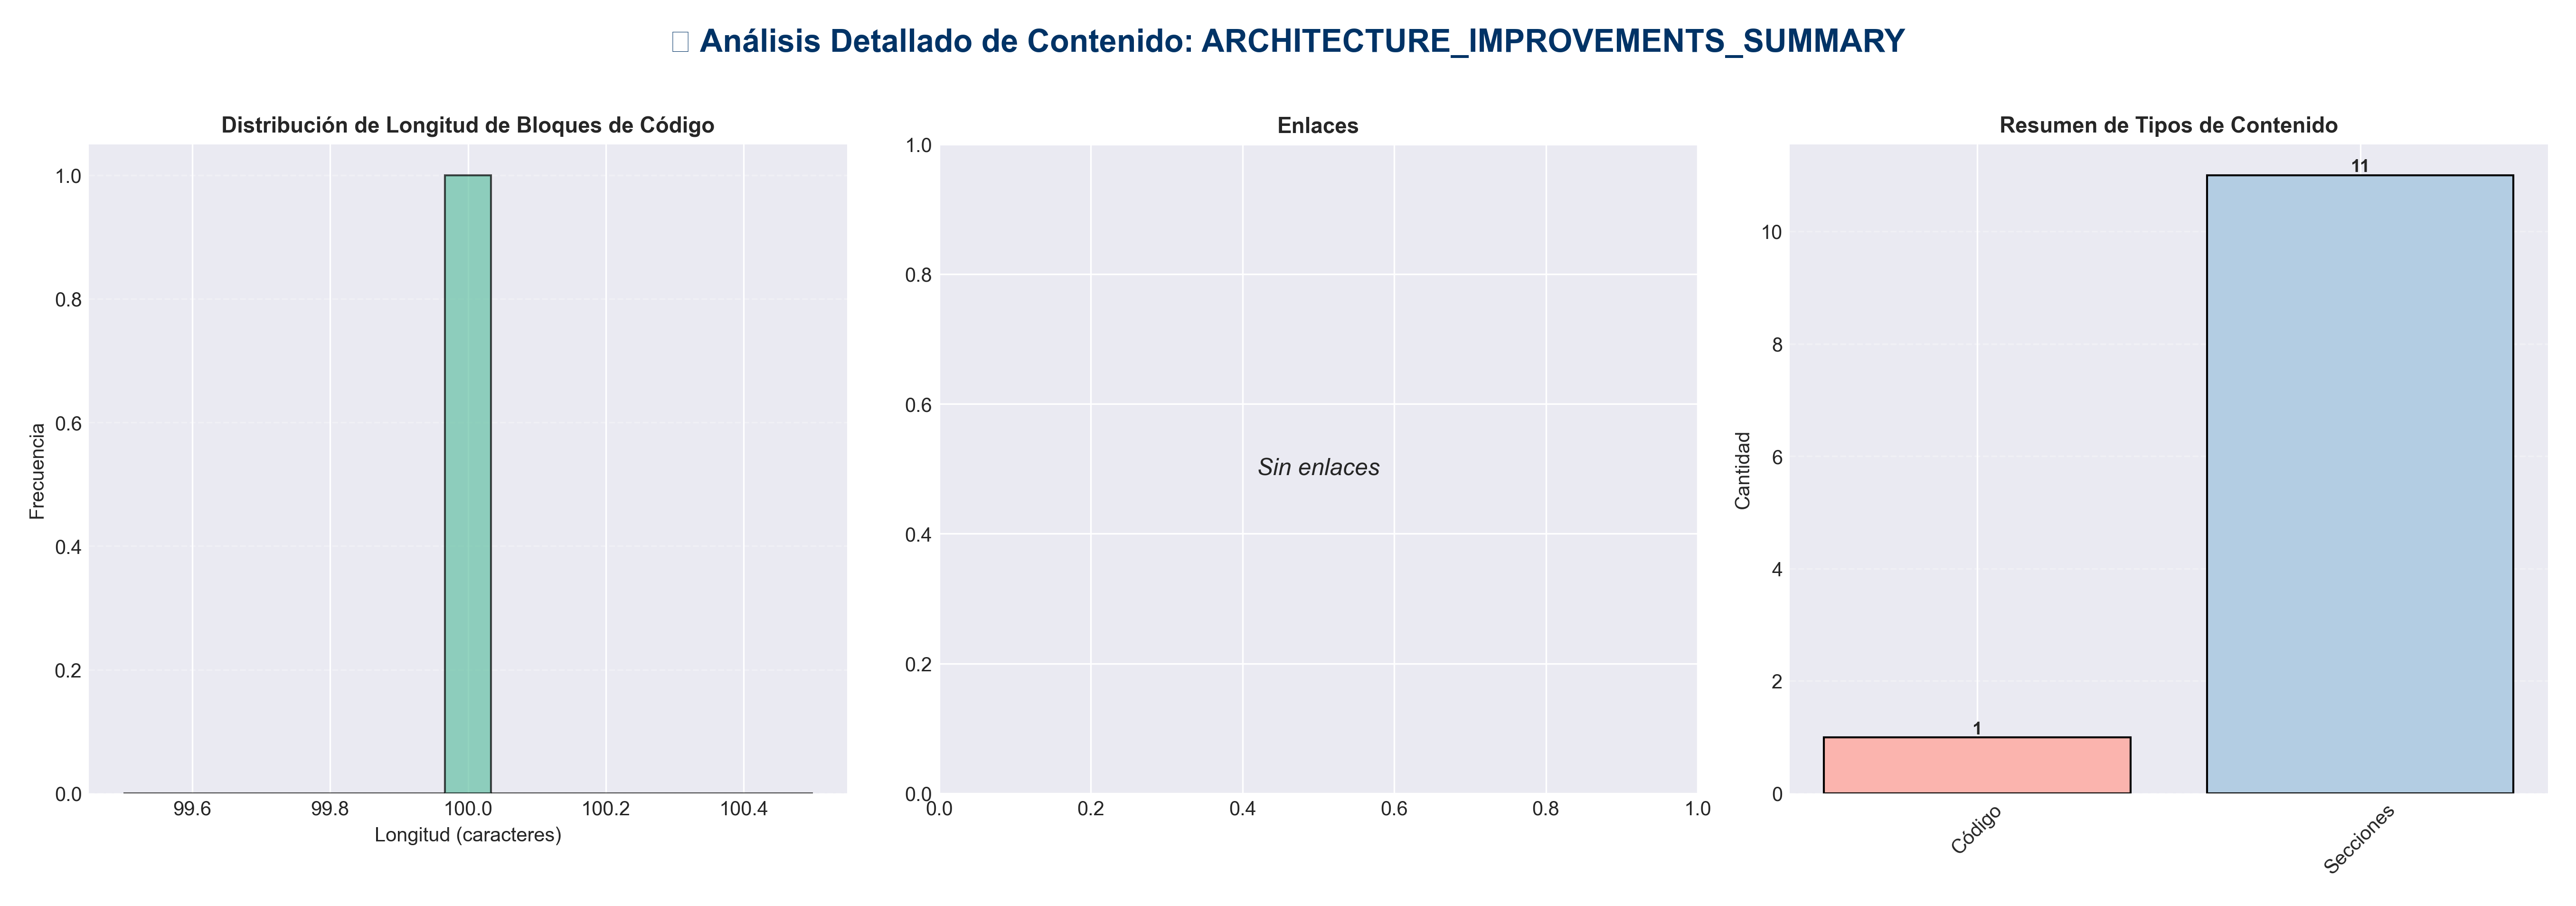 Análisis Detallado de Contenido: ARCHITECTURE_IMPROVEMENTS_SUMMARY
Distribución de Longitud de Bloques de Código
Frecuencia
1.0
0.8
0.6
0.4
0.2
0.0
99.6 99.8 100.0 100.2 100.4
Longitud (caracteres)
Enlaces
1.0
0.8
0.6
0.4
0.2
0.0
Sin enlaces
0.0 0.2 0.4 0.6 0.8 1.0
Resumen de Tipos de Contenido
Cantidad
10
8
6
4
2
0
1
11
Código
Secciones